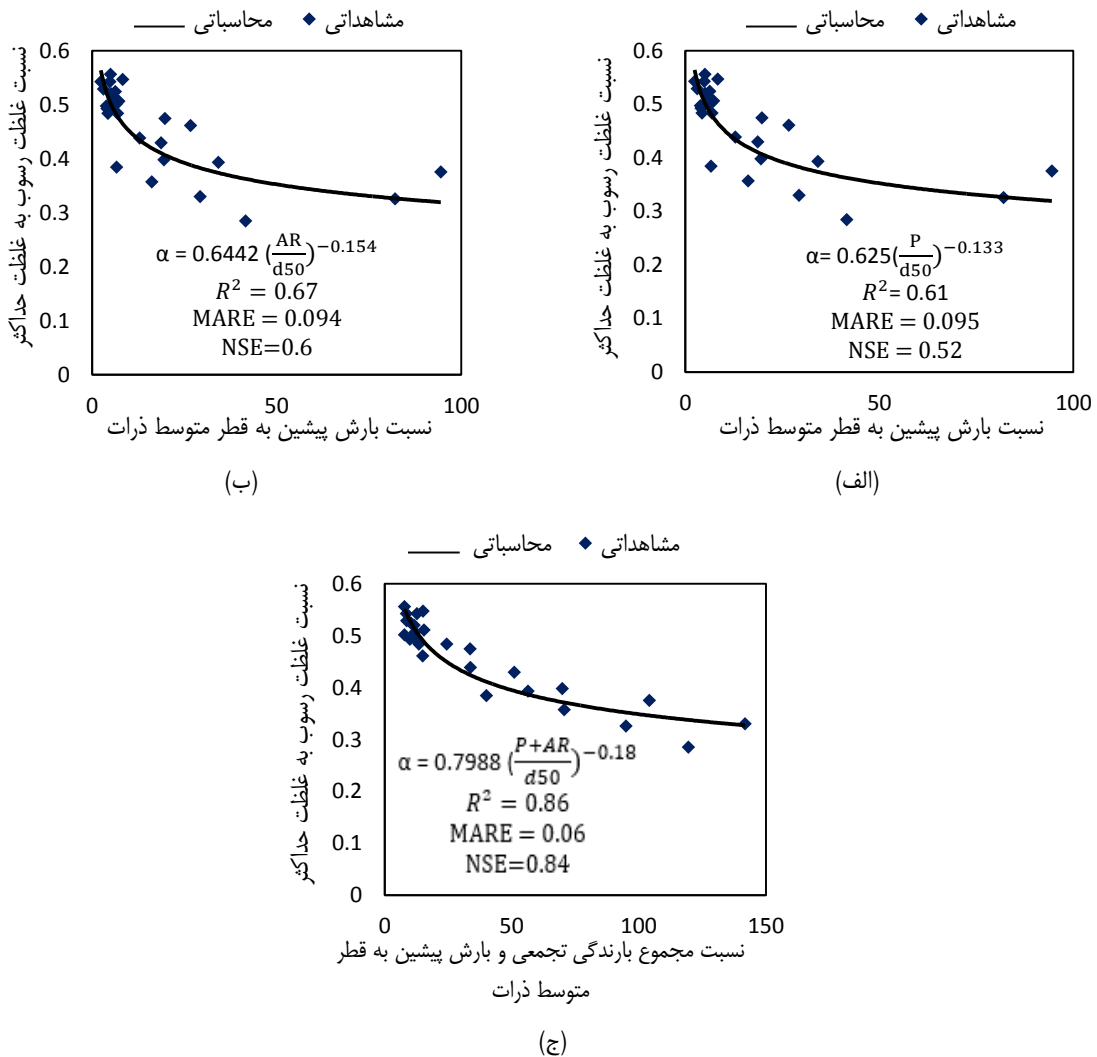 مشاهداتی محاسباتی
نسبت غلظت رسوب به غلظت حداکثر
0.6
0.5
0.4
0.3
0.2
0.1
0
α= 0.625(P/d50)^−0.133
R²= 0.61
MARE = 0.095
NSE = 0.52
0 50 100
نسبت بارش پیشین به قطر متوسط ذرات
(الف)
مشاهداتی محاسباتی
نسبت غلظت رسوب به غلظت حداکثر
0.6
0.5
0.4
0.3
0.2
0.1
0
α = 0.6442 (AR/d50)^−0.154
R² = 0.67
MARE = 0.094
NSE=0.6
0 50 100
نسبت بارش پیشین به قطر متوسط ذرات
(ب)
مشاهداتی محاسباتی
نسبت غلظت رسوب به غلظت حداکثر
0.6
0.5
0.4
0.3
0.2
0.1
0
α = 0.7988 (P+AR/d50)^−0.18
R² = 0.86
MARE = 0.06
NSE=0.84
0 50 100 150
نسبت مجموع بارندگی تجمعی و بارش پیشین به قطر
متوسط ذرات
(ج)